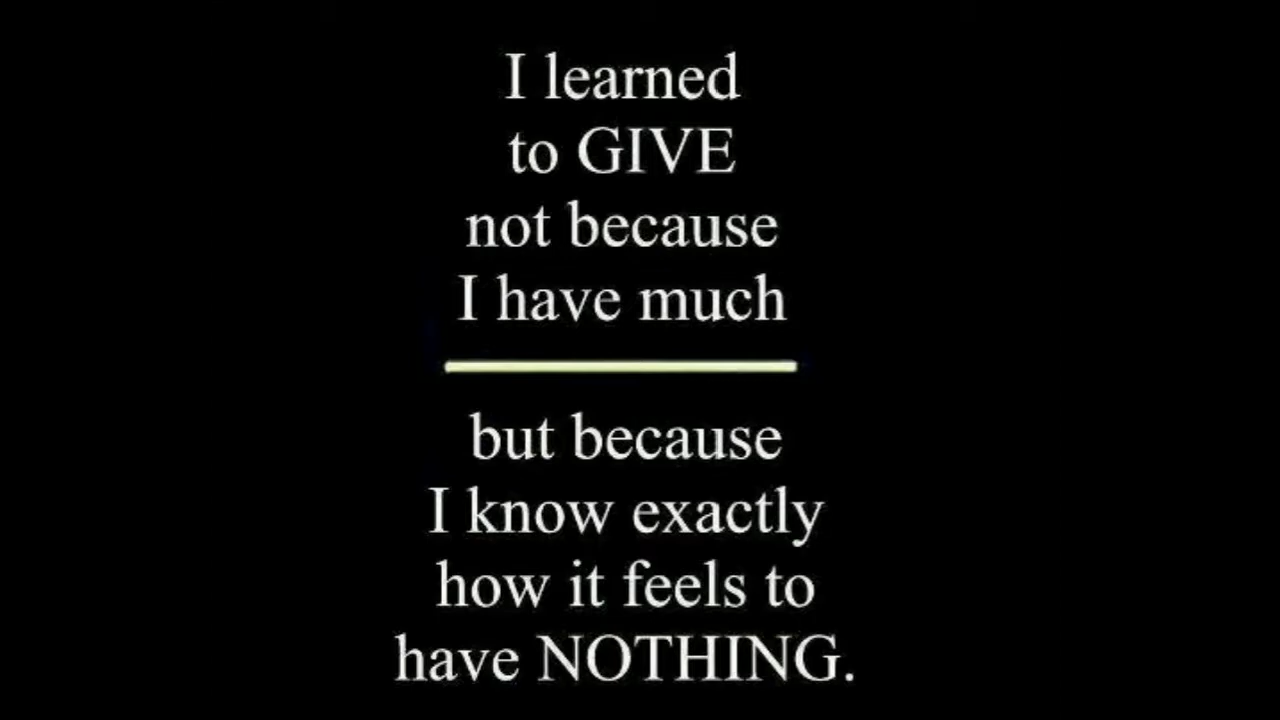 I learned
to GIVE
not because
I have much
but because
I know exactly
how it feels to
have NOTHING.